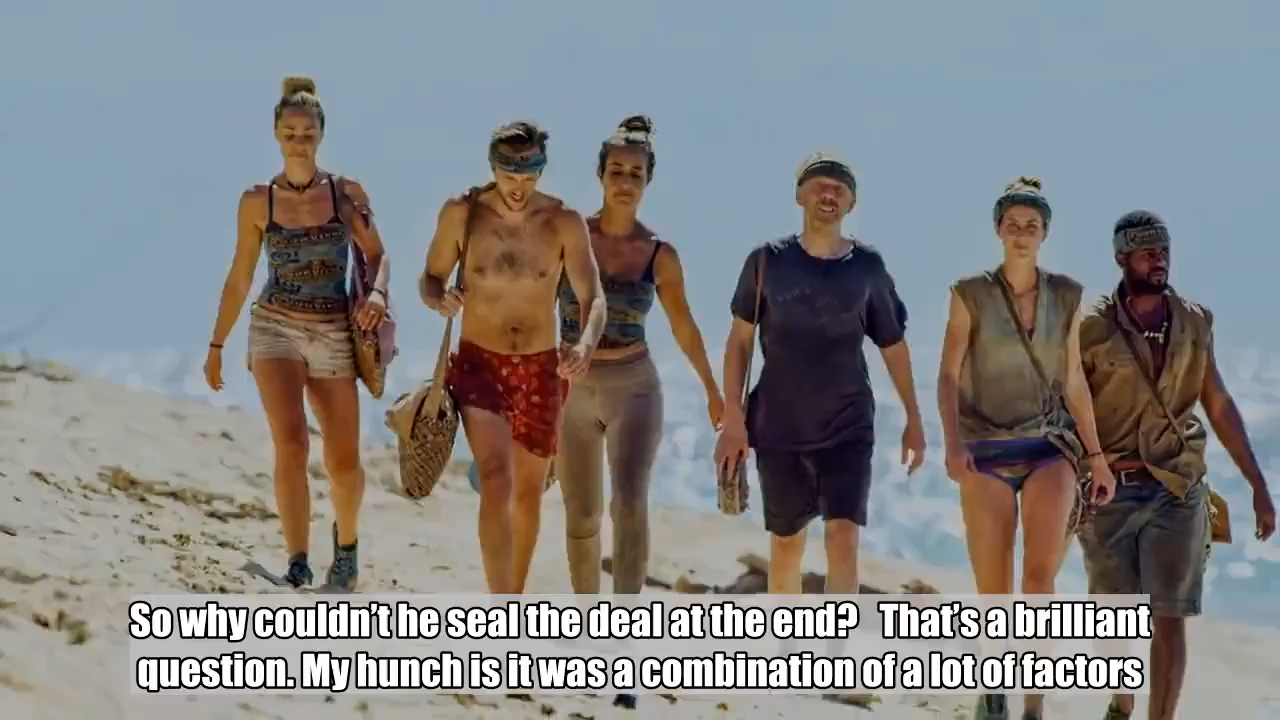 So why couldn’t he seal the deal at the end?   That’s a brilliant
question. My hunch is it was a combination of a lot of factors